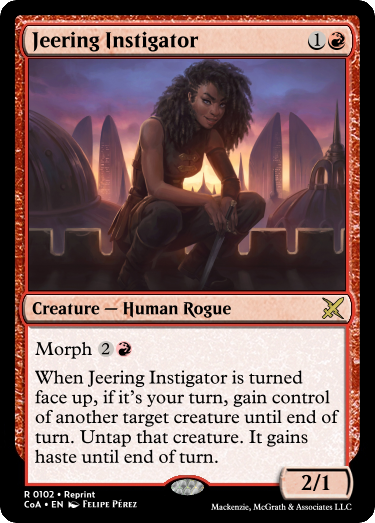 Jeering Instigator 1
Creature — Human Rogue
Morph 2
When Jeering Instigator is turned
face up, if it's your turn, gain control
of another target creature until end of
turn. Untap that creature. It gains
haste until end of turn.
2/1
R 0102 • Reprint
CoA • EN Felipe Pérez
Mackenzie, McGrath & Associates LLC